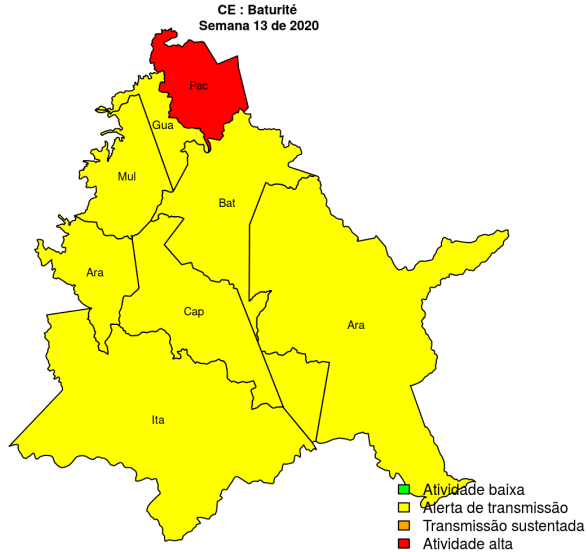 CE : Baturité
Semana 13 de 2020
Pac
Gua
Mul
Bat
Ara
Cap
Ara
Ita
Atividade baixa
Alerta de transmissão
Transmissão sustentada
Atividade alta